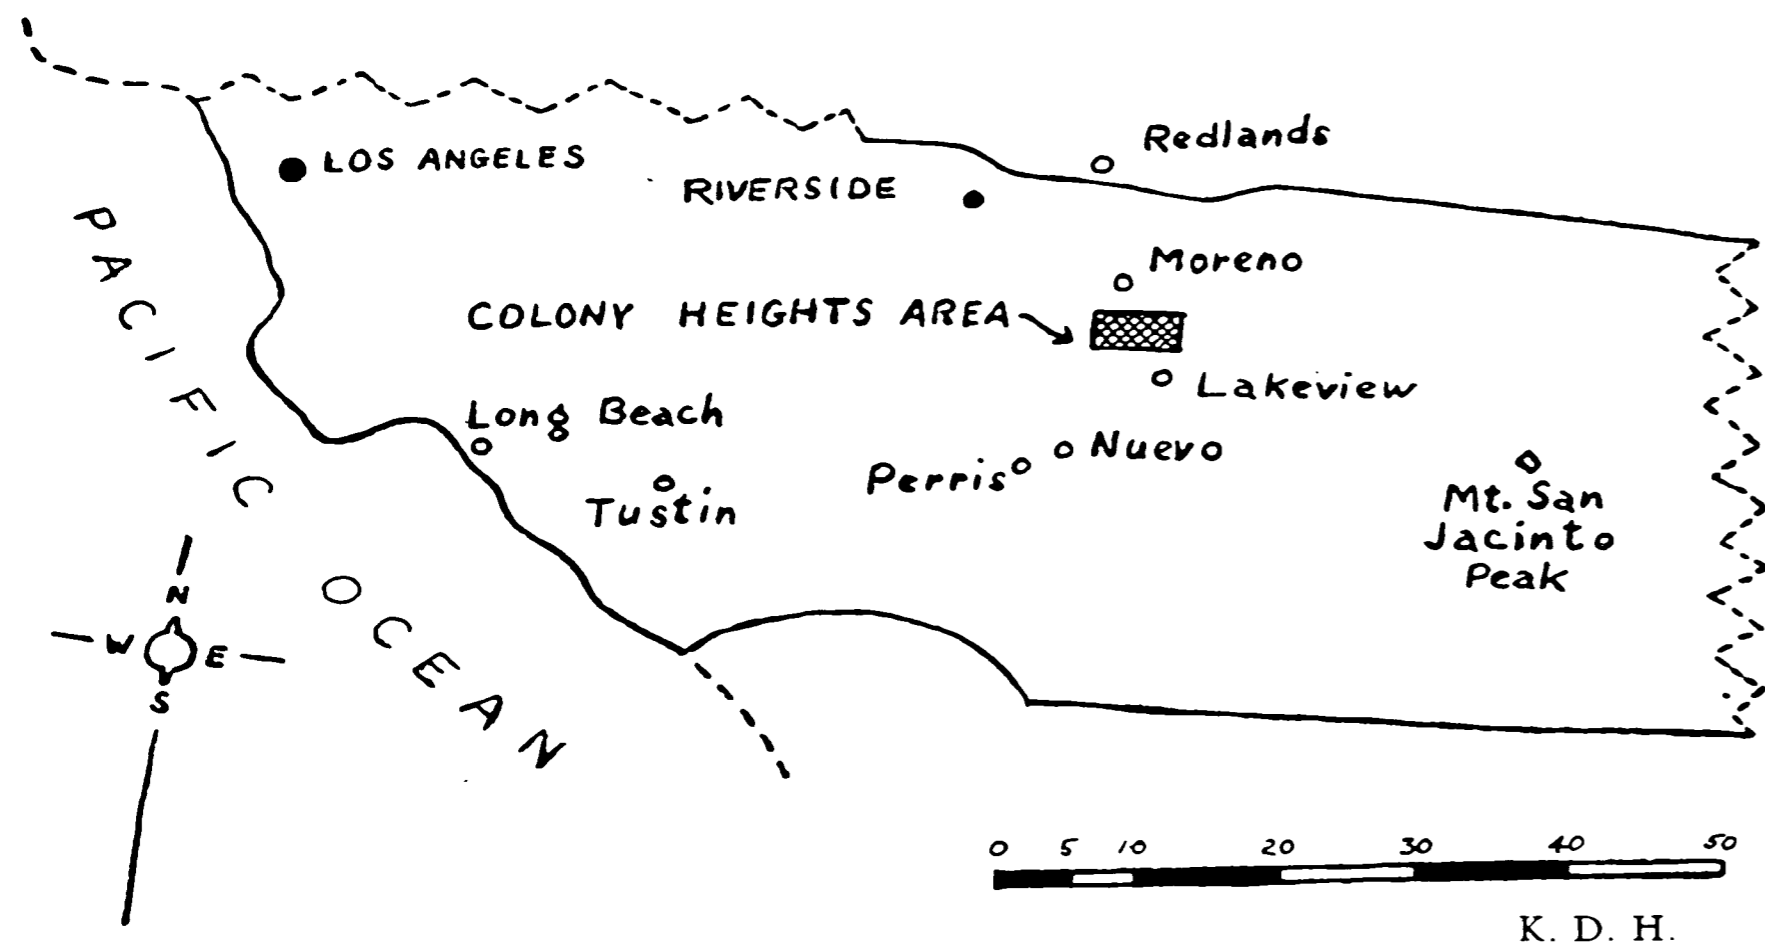 Redlands
LOS ANGELES
RIVERSIDE
Moreno
PACIFIC OCEAN
COLONY HEIGHTS AREA
Lakeview
Long Beach
Nuevo
Perris
Tustin
Mt. San
Jacinto
Peak
N
W E
S
0 5 10 20 30 40 50
K. D. H.